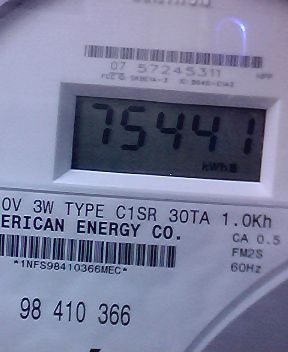 07 57245311 HPP
75441
kWh
0V 3W TYPE C1SR 30TA 1.0Kh
ERICAN ENERGY CO.
CA 0.5
FM2S
*1NFS98410366MEC*
60Hz
98 410 366